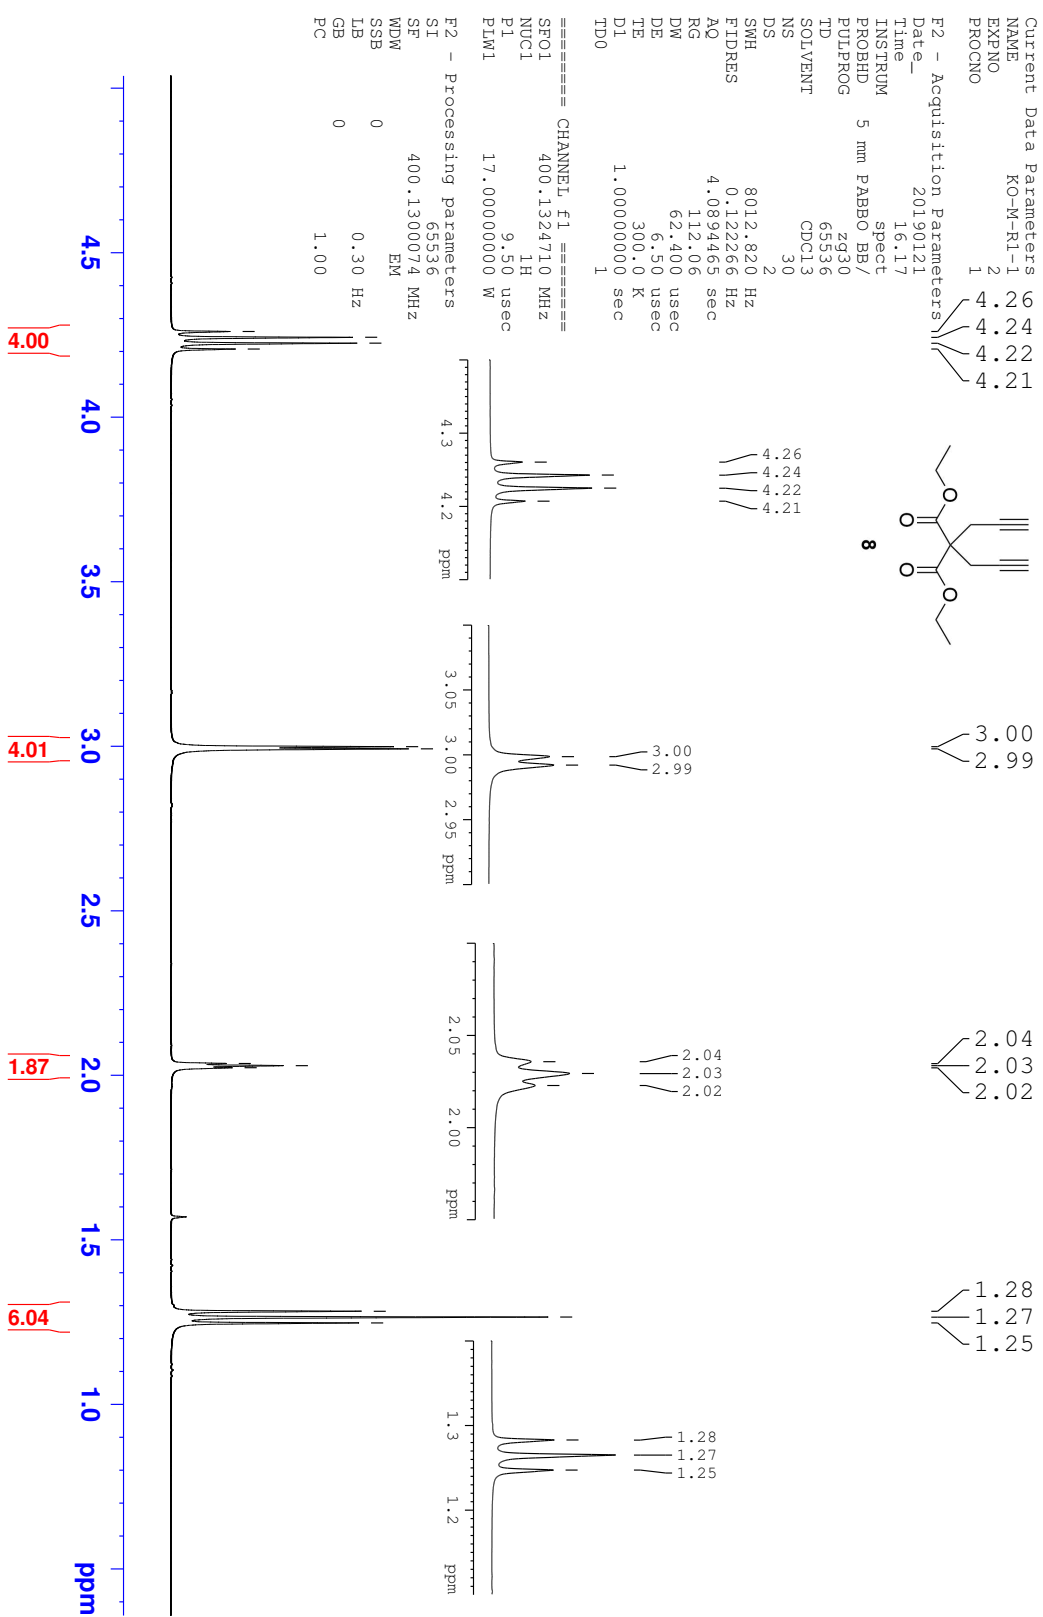 Current Data Parameters
NAME KO-M-R1-1
EXPNO 2
PROCNO 1
F2 - Acquisition Parameters
Date_ 20190121
Time 16.17
INSTRUM spect
PROBHD 5 mm PABBO BB/
PULPROG zg30
TD 65536
SOLVENT CDCl3
NS 30
DS 2
SWH 8012.820 Hz
FIDRES 0.122266 Hz
AQ 4.0894465 sec
RG 112.06
DW 62.400 usec
DE 6.50 usec
TE 300.0 K
D1 1.00000000 sec
TD0 1
======== CHANNEL f1 ========
SFO1 400.1324710 MHz
NUC1 1H
P1 9.50 usec
PLW1 17.00000000 W
F2 - Processing parameters
SI 65536
SF 400.1300074 MHz
WDW EM
SSB 0
LB 0.30 Hz
GB 0
PC 1.00
4.26
4.24
4.22
4.21
3.00
2.99
2.04
2.03
2.02
1.28
1.27
1.25
O
O
O
O
8
4.26
4.24
4.22
4.21
4.3 4.2 ppm
3.00
2.99
3.05 3.00 2.95 ppm
2.04
2.03
2.02
2.05 2.00 ppm
1.28
1.27
1.25
1.3 1.2 ppm
4.5 4.0 3.5 3.0 2.5 2.0 1.5 1.0 ppm
4.00 4.01 1.87 6.04